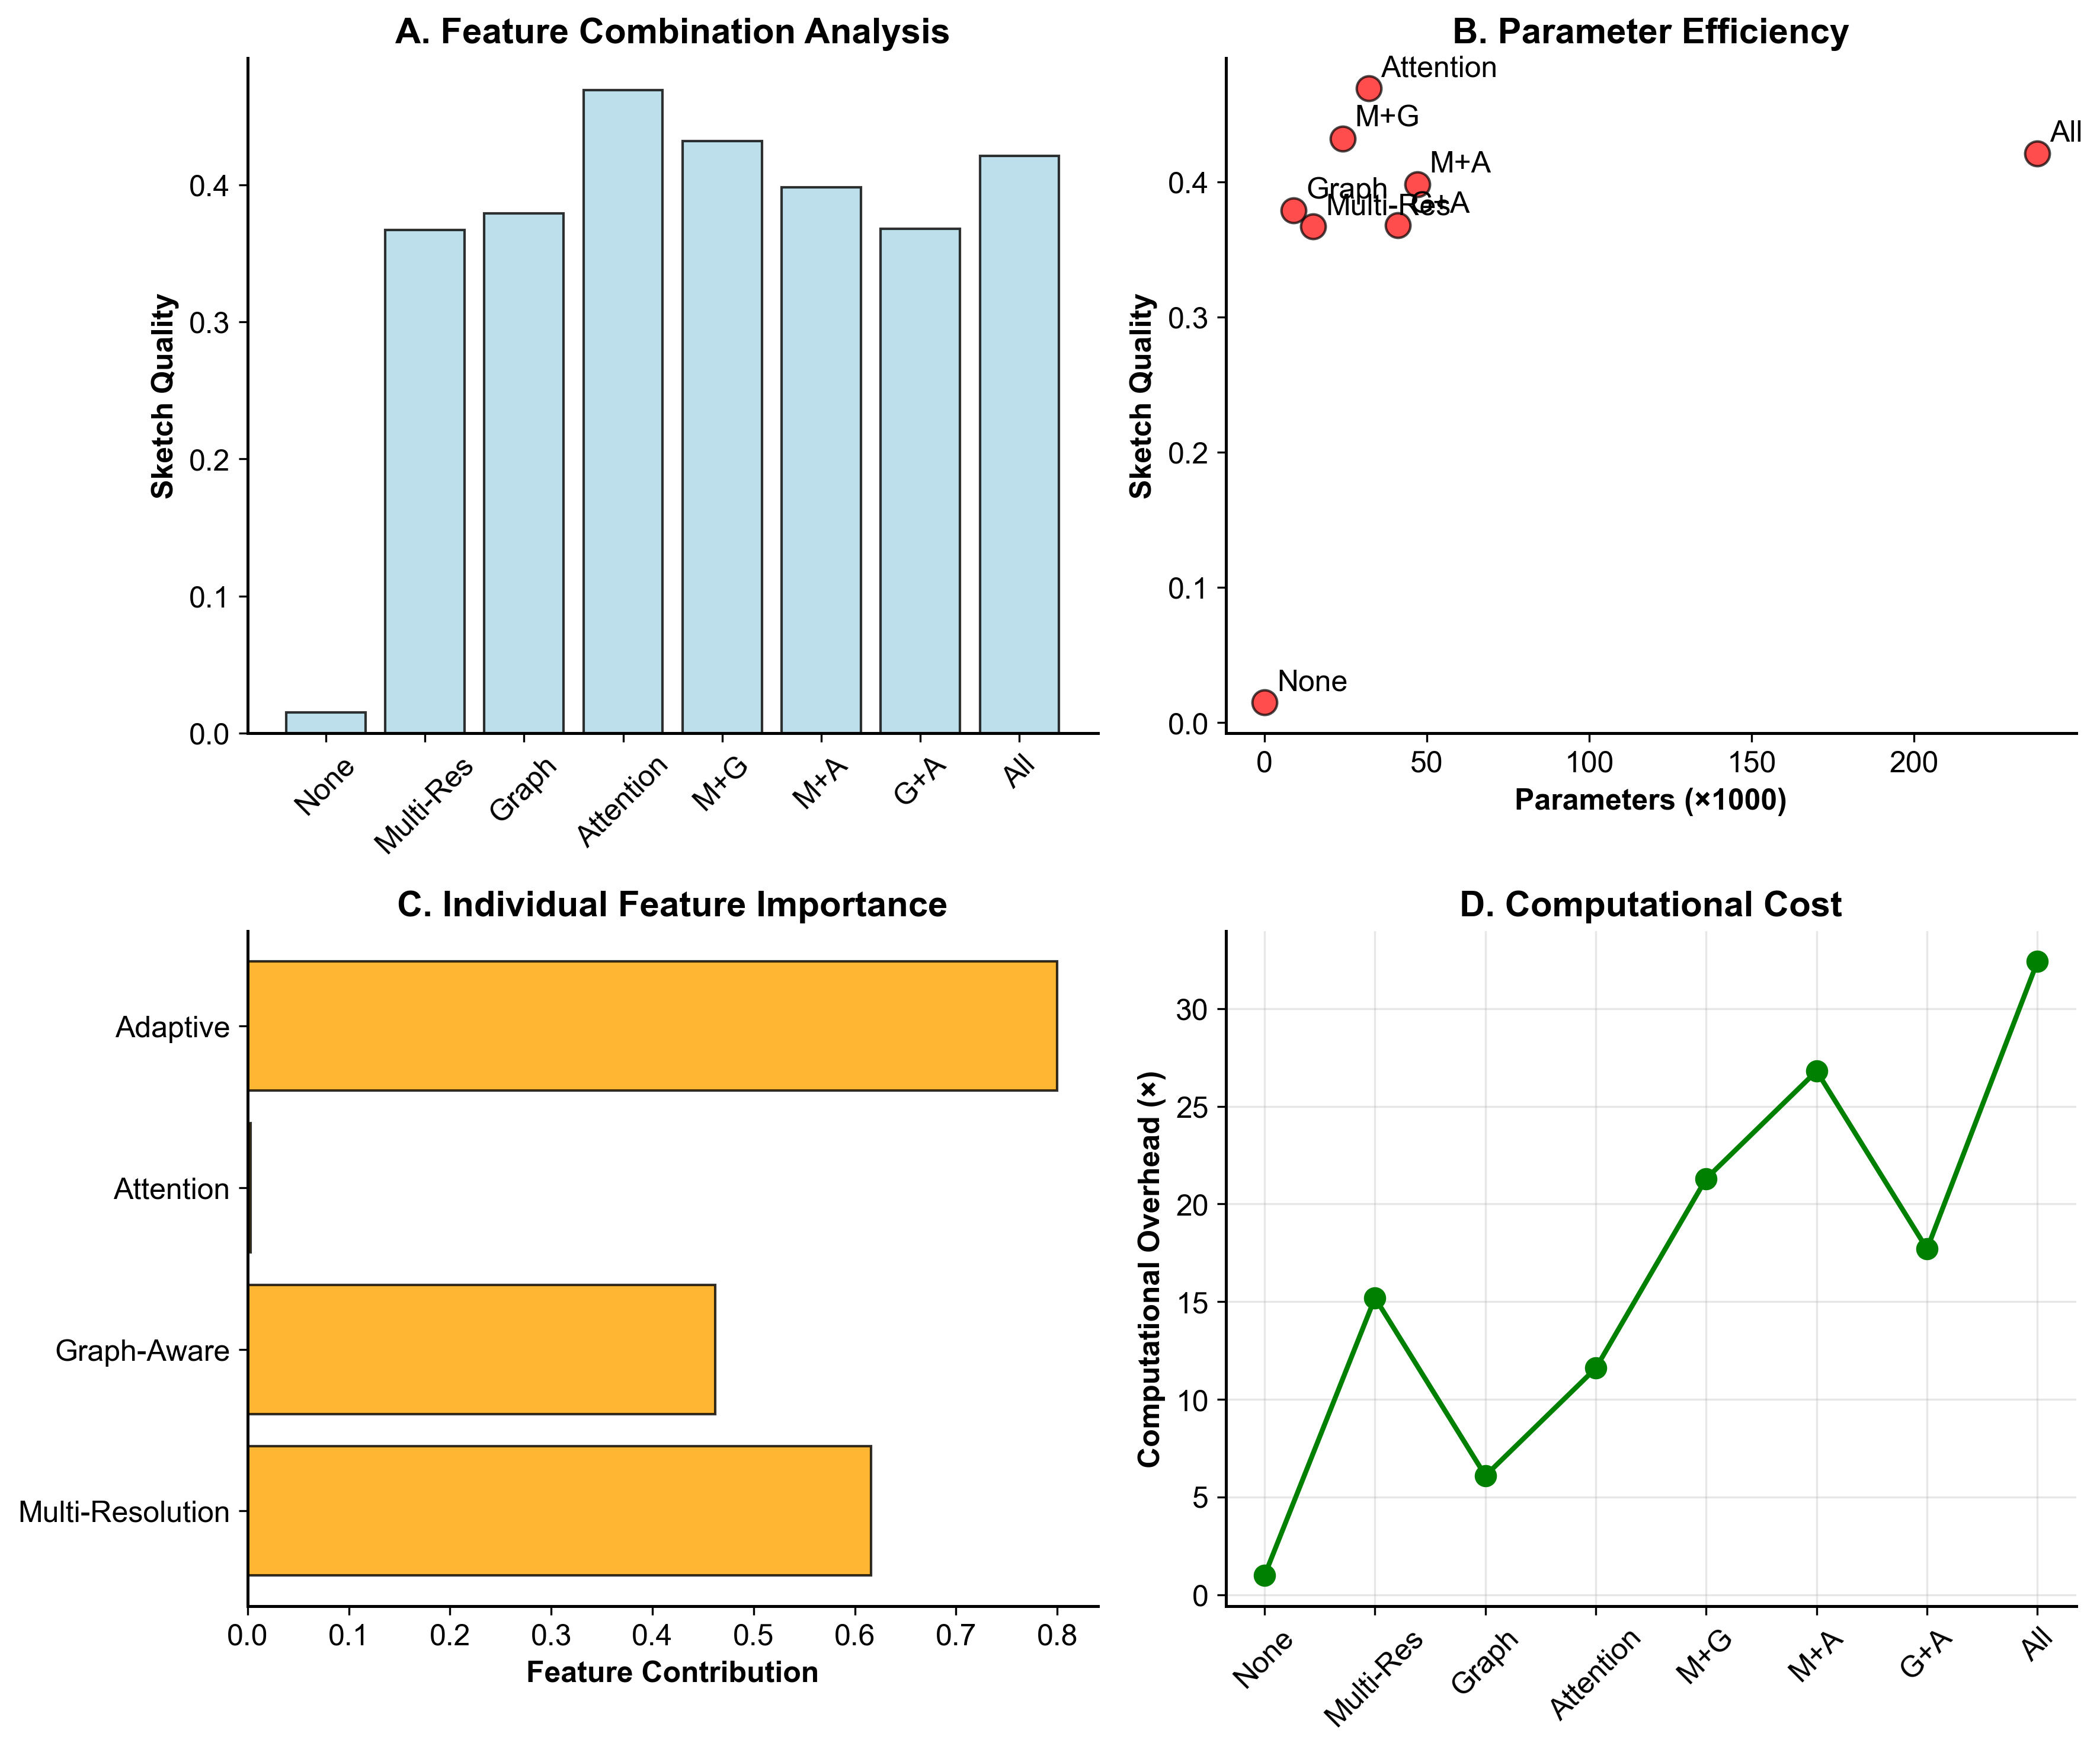 A. Feature Combination Analysis
Sketch Quality
0.4
0.3
0.2
0.1
0.0
None
Multi-Res
Graph
Attention
M+G
M+A
G+A
All
B. Parameter Efficiency
Sketch Quality
0.4
0.3
0.2
0.1
0.0
Attention
M+G
All
M+A
Graph
Multi-Res
G+A
None
0 50 100 150 200
Parameters (×1000)
C. Individual Feature Importance
Adaptive
Attention
Graph-Aware
Multi-Resolution
0.0 0.1 0.2 0.3 0.4 0.5 0.6 0.7 0.8
Feature Contribution
D. Computational Cost
Computational Overhead (×)
30
25
20
15
10
5
0
None
Multi-Res
Graph
Attention
M+G
M+A
G+A
All